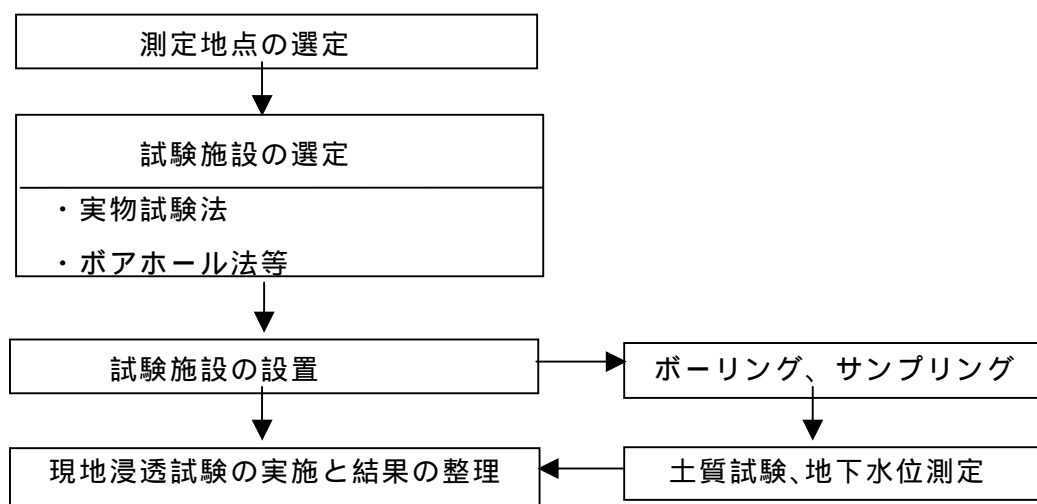 測定地点の選定
試験施設の選定
・実物試験法
・ボアホール法等
試験施設の設置
ボーリング、サンプリング
現地浸透試験の実施と結果の整理
土質試験、地下水位測定